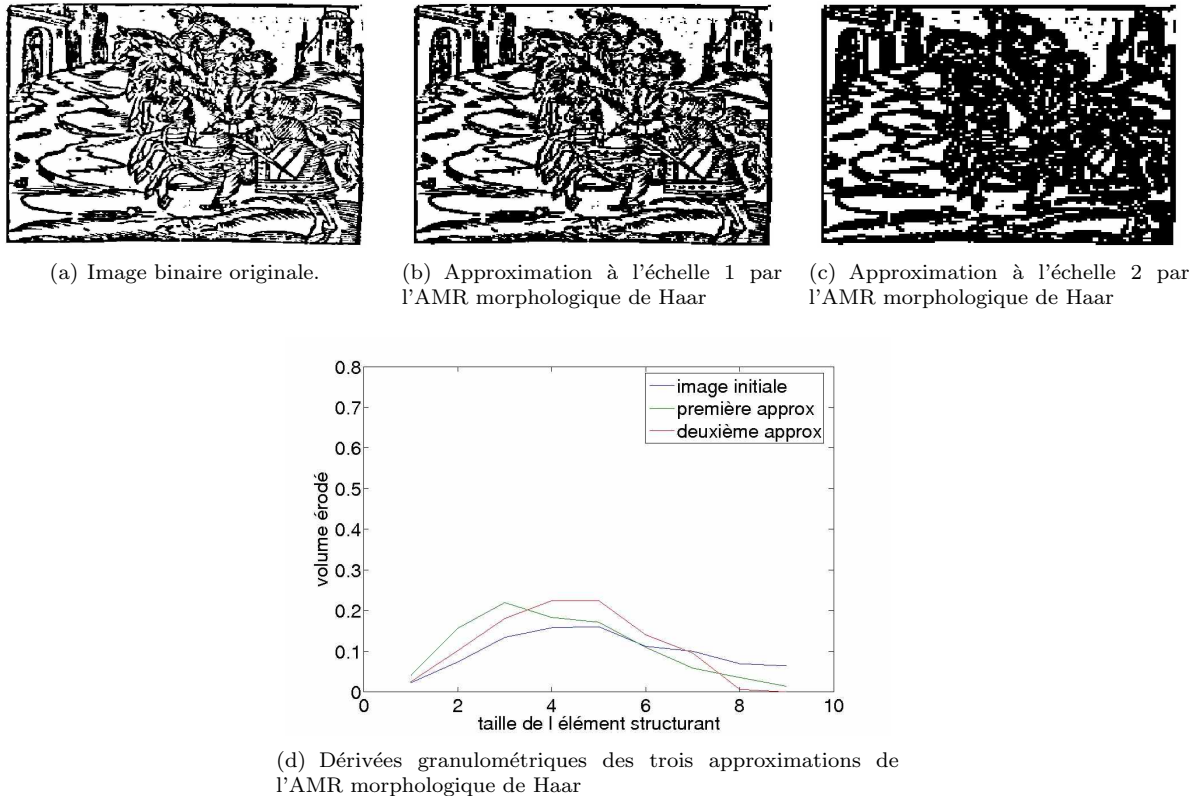 (a) Image binaire originale.
(b) Approximation à l'échelle 1 par
l'AMR morphologique de Haar
(c) Approximation à l'échelle 2 par
l'AMR morphologique de Haar
0.8
0.7
0.6
0.5
0.4
0.3
0.2
0.1
0
volume érodé
image initiale
première approx
deuxième approx
0 2 4 6 8 10
taille de l élément structurant
(d) Dérivées granulométriques des trois approximations de
l'AMR morphologique de Haar